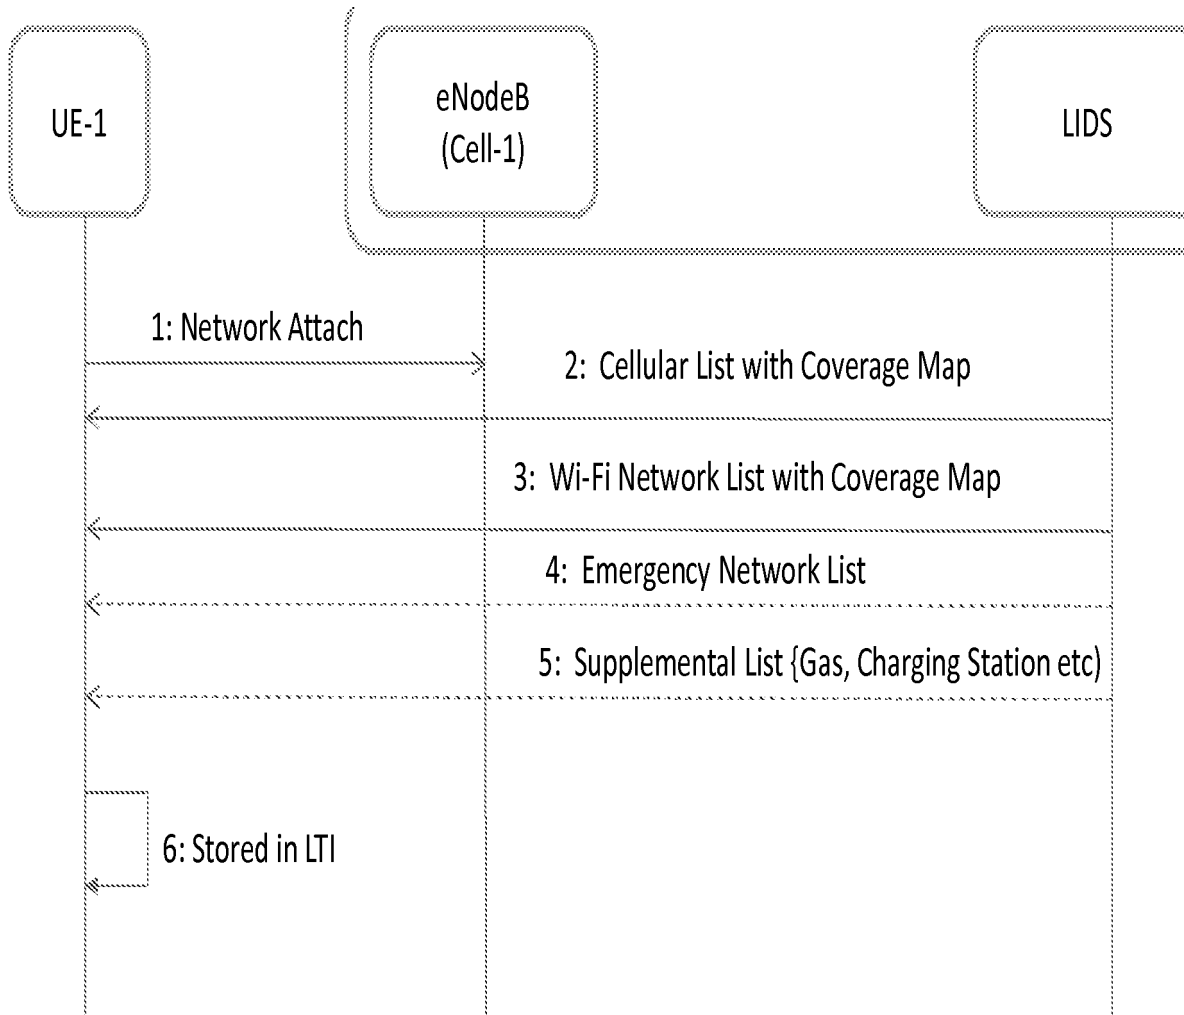 UE-1
eNodeB
(Cell-1)
LIDS
1: Network Attach
2: Cellular List with Coverage Map
3: Wi-Fi Network List with Coverage Map
4: Emergency Network List
5: Supplemental List {Gas, Charging Station etc)
6: Stored in LTI